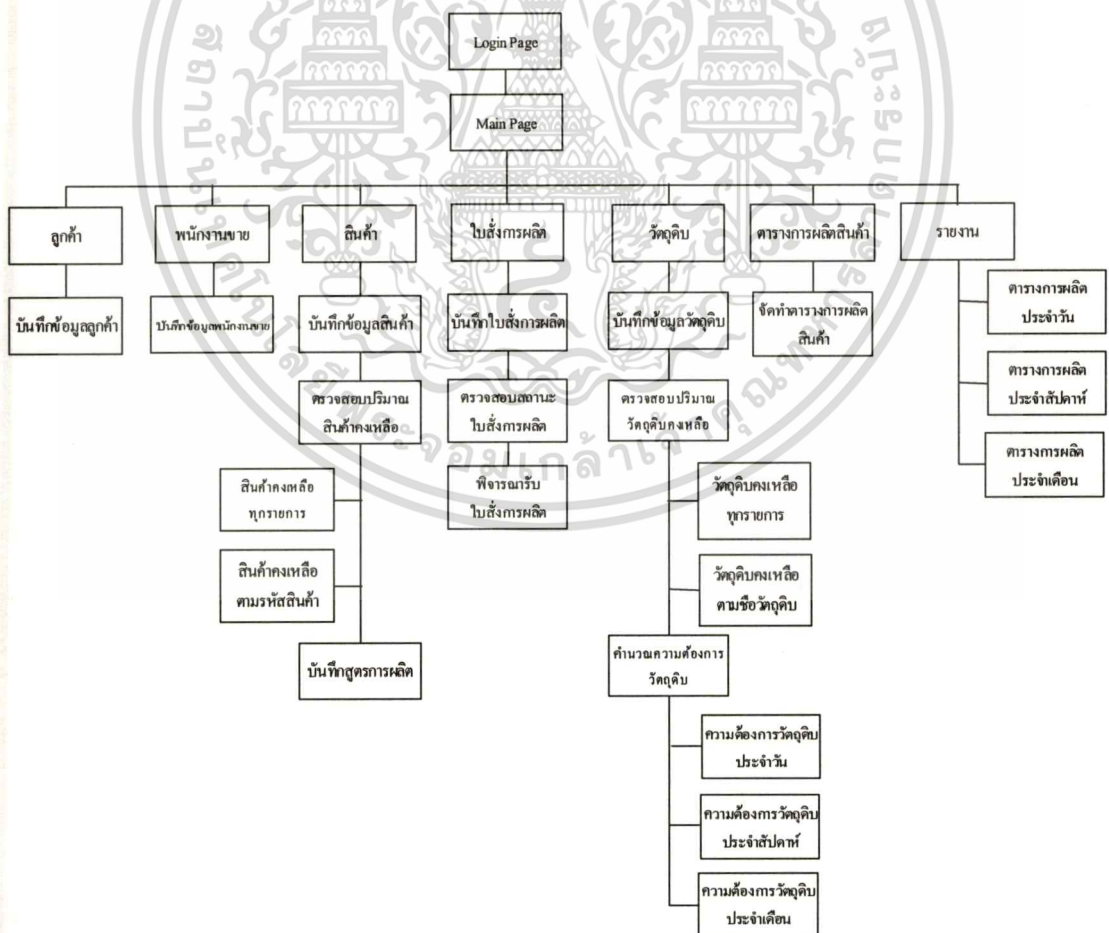 Login Page
Main Page
ลูกค้า
พนักงานขาย
สินค้า
ใบสั่งการผลิต
วัตถุดิบ
ตารางการผลิตสินค้า
รายงาน
บันทึกข้อมูลลูกค้า
บันทึกข้อมูลพนักงานขาย
บันทึกข้อมูลสินค้า
บันทึกใบสั่งการผลิต
บันทึกข้อมูลวัตถุดิบ
จัดทำตารางการผลิต
สินค้า
ตารางการผลิต
ประจำวัน
ตารางการผลิต
ประจำสัปดาห์
ตารางการผลิต
ประจำเดือน
ตรวจสอบปริมาณ
สินค้าคงเหลือ
ตรวจสอบสถานะ
ใบสั่งการผลิต
ตรวจสอบปริมาณ
วัตถุดิบคงเหลือ
สินค้าคงเหลือ
ทุกรายการ
พิจารณารับ
ใบสั่งการผลิต
วัตถุดิบคงเหลือ
ทุกรายการ
สินค้าคงเหลือ
ตามรหัสสินค้า
วัตถุดิบคงเหลือ
ตามชื่อวัตถุดิบ
บันทึกสูตรการผลิต
คำนวณความต้องการ
วัตถุดิบ
ความต้องการวัตถุดิบ
ประจำวัน
ความต้องการวัตถุดิบ
ประจำสัปดาห์
ความต้องการวัตถุดิบ
ประจำเดือน
พระจอมเกล้าเจ้าคุณทหาร